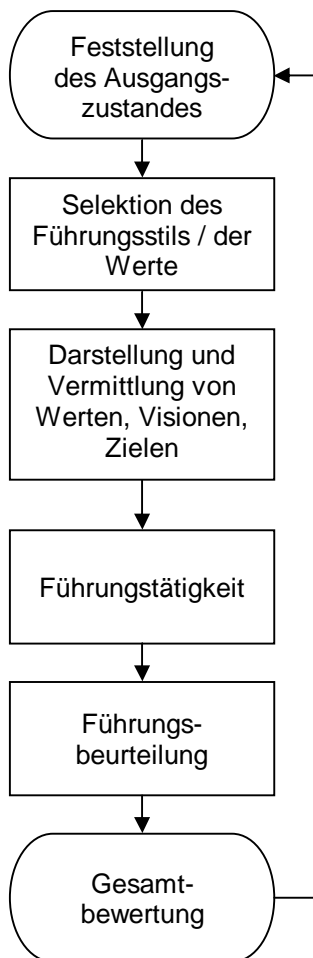 Feststellung
des Ausgangs-
zustandes
Selektion des
Führungsstils / der
Werte
Darstellung und
Vermittlung von
Werten, Visionen,
Zielen
Führungstätigkeit
Führungs-
beurteilung
Gesamt-
bewertung